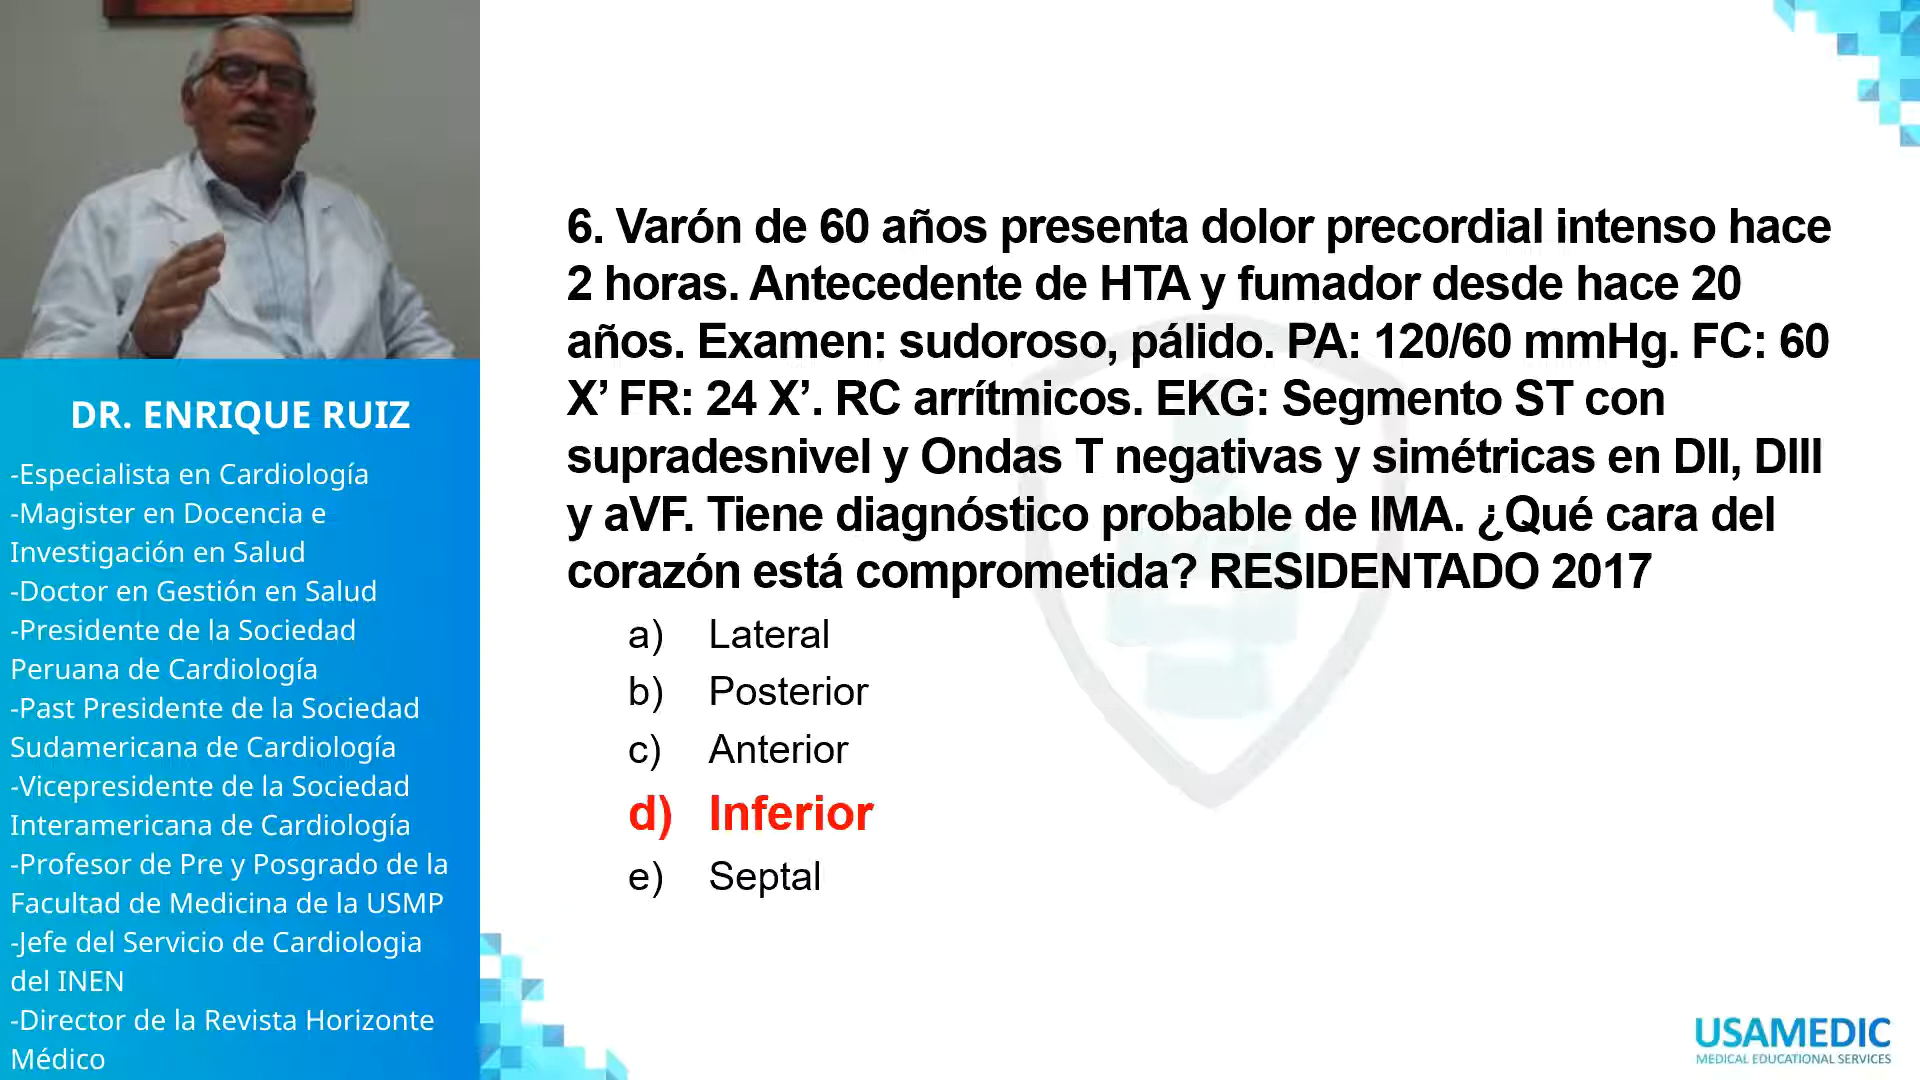 DR. ENRIQUE RUIZ
-Especialista en Cardiología
-Magister en Docencia e
Investigación en Salud
-Doctor en Gestión en Salud
-Presidente de la Sociedad
Peruana de Cardiología
-Past Presidente de la Sociedad
Sudamericana de Cardiología
-Vicepresidente de la Sociedad
Interamericana de Cardiología
-Profesor de Pre y Posgrado de la
Facultad de Medicina de la USMP
-Jefe del Servicio de Cardiologia
del INEN
-Director de la Revista Horizonte
Médico
6. Varón de 60 años presenta dolor precordial intenso hace
2 horas. Antecedente de HTA y fumador desde hace 20
años. Examen: sudoroso, pálido. PA: 120/60 mmHg. FC: 60
X’ FR: 24 X’. RC arrítmicos. EKG: Segmento ST con
supradesnivel y Ondas T negativas y simétricas en DII, DIII
y aVF. Tiene diagnóstico probable de IMA. ¿Qué cara del
corazón está comprometida? RESIDENTADO 2017
a) Lateral
b) Posterior
c) Anterior
d) Inferior
e) Septal
USAMEDIC
MEDICAL EDUCATIONAL SERVICES